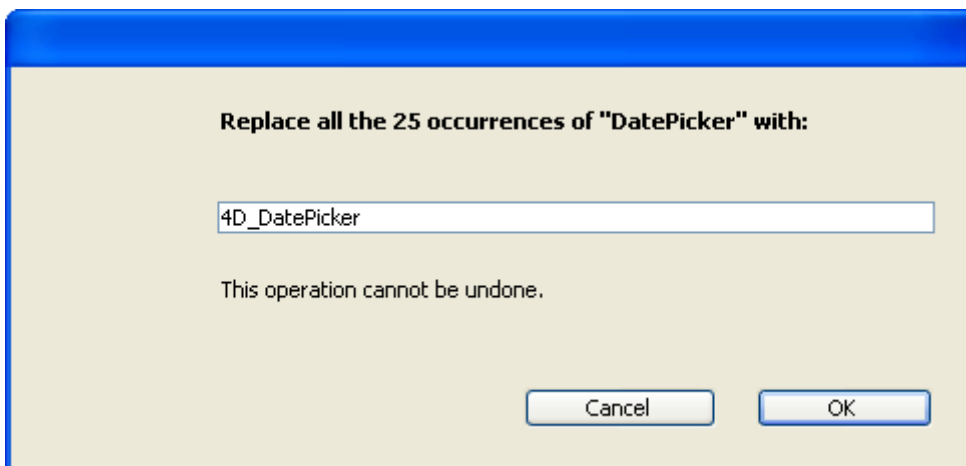 Replace all the 25 occurrences of "DatePicker" with:
4D_DatePicker
This operation cannot be undone.
Cancel
OK